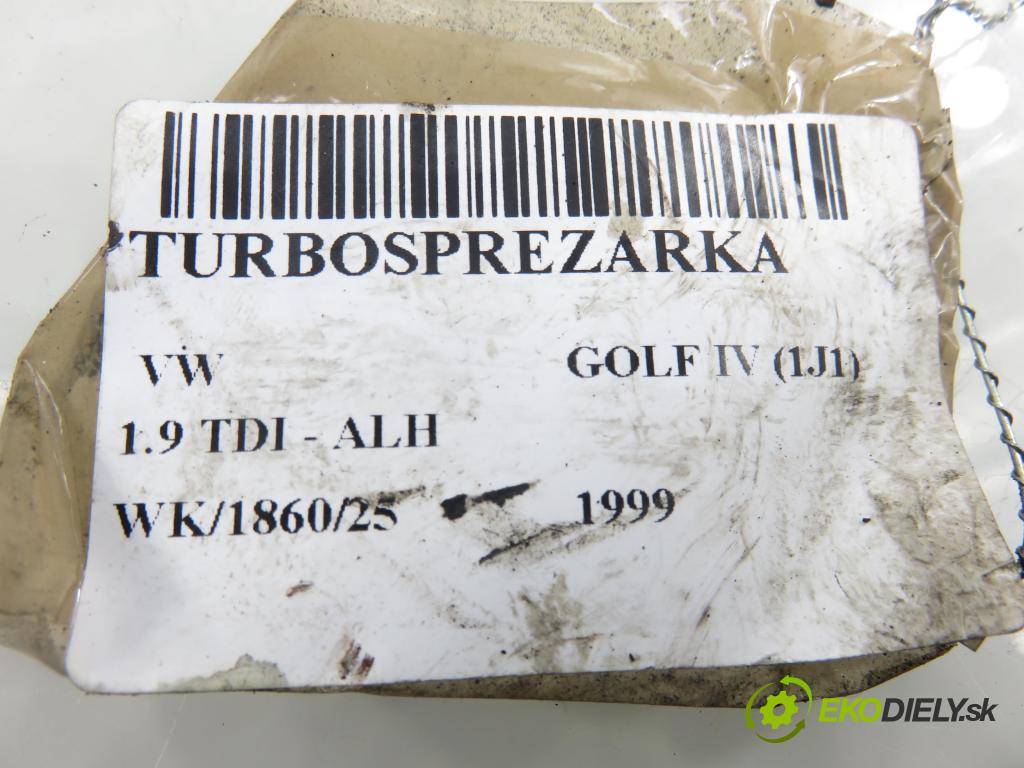 TURBOSPREZARKA
VW GOLF IV (1J1)
1.9 TDI - ALH
WK/1860/25 1999
EKODIELY.sk